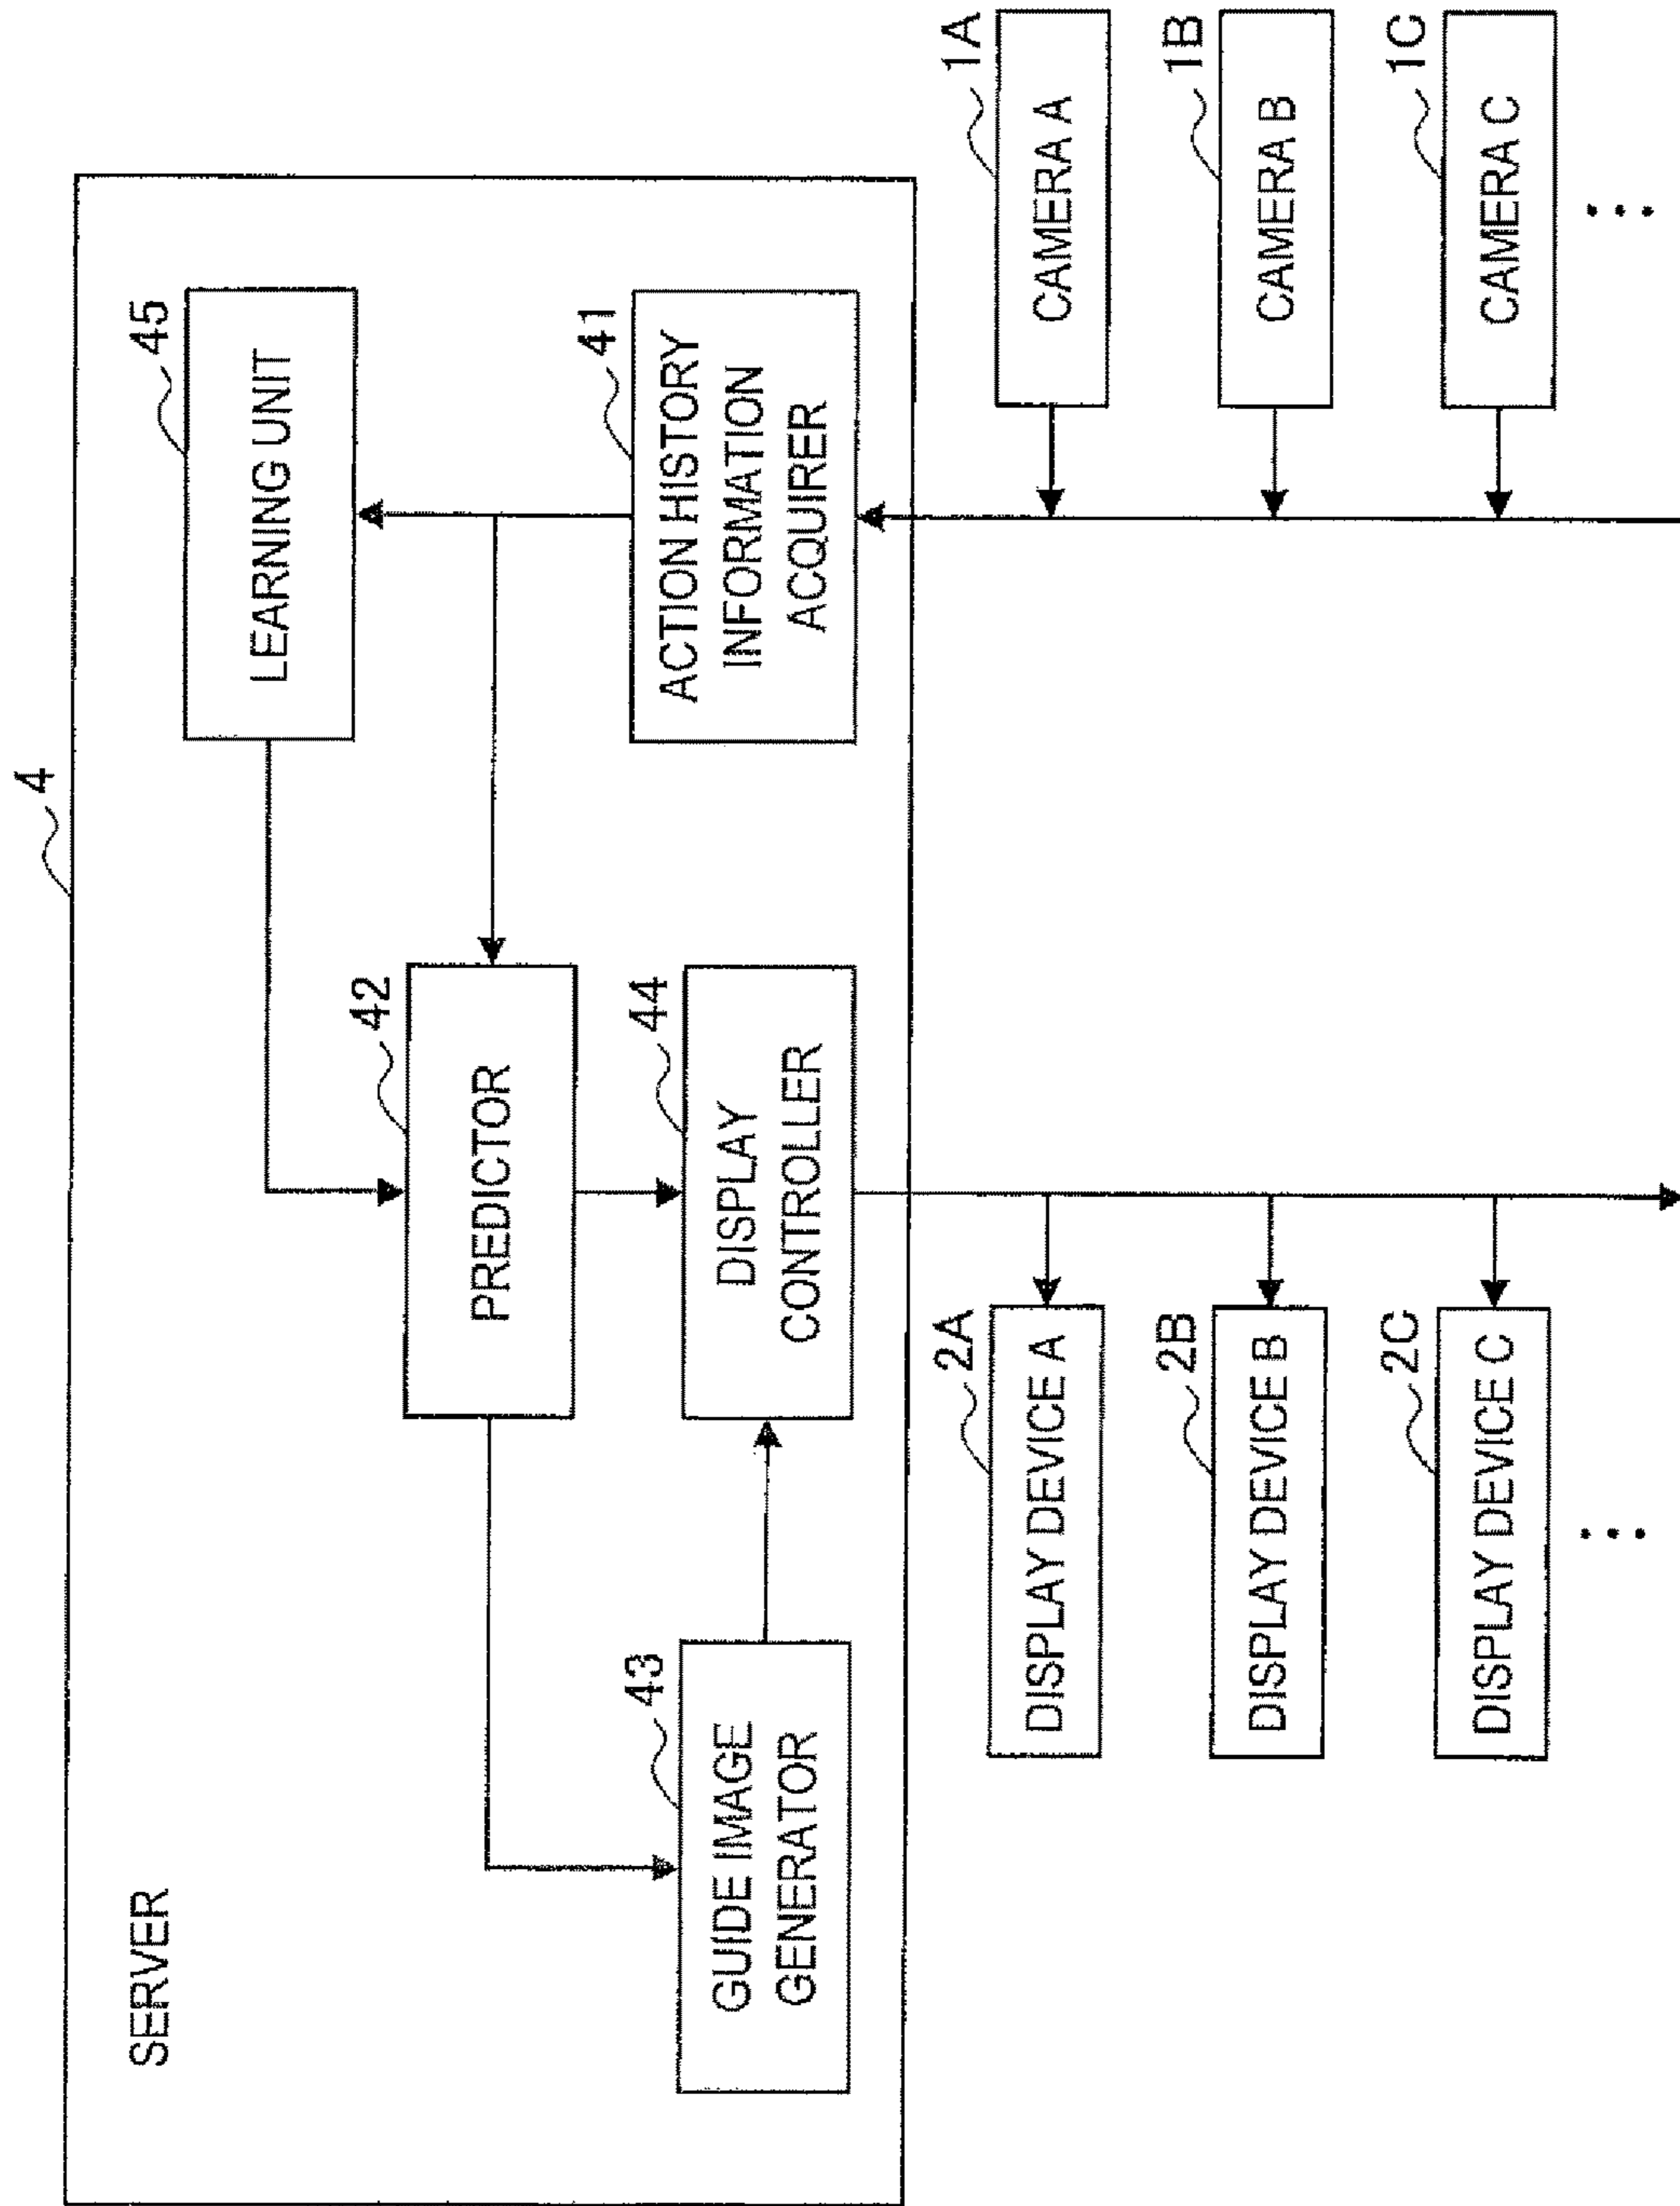 4
SERVER
45
LEARNING UNIT
42
PREDICTOR
43
GUIDE IMAGE
GENERATOR
44
DISPLAY
CONTROLLER
41
ACTION HISTORY
INFORMATION
ACQUIRER
2A
DISPLAY DEVICE A
1A
CAMERA A
2B
DISPLAY DEVICE B
1B
CAMERA B
2C
DISPLAY DEVICE C
1C
CAMERA C
...
...